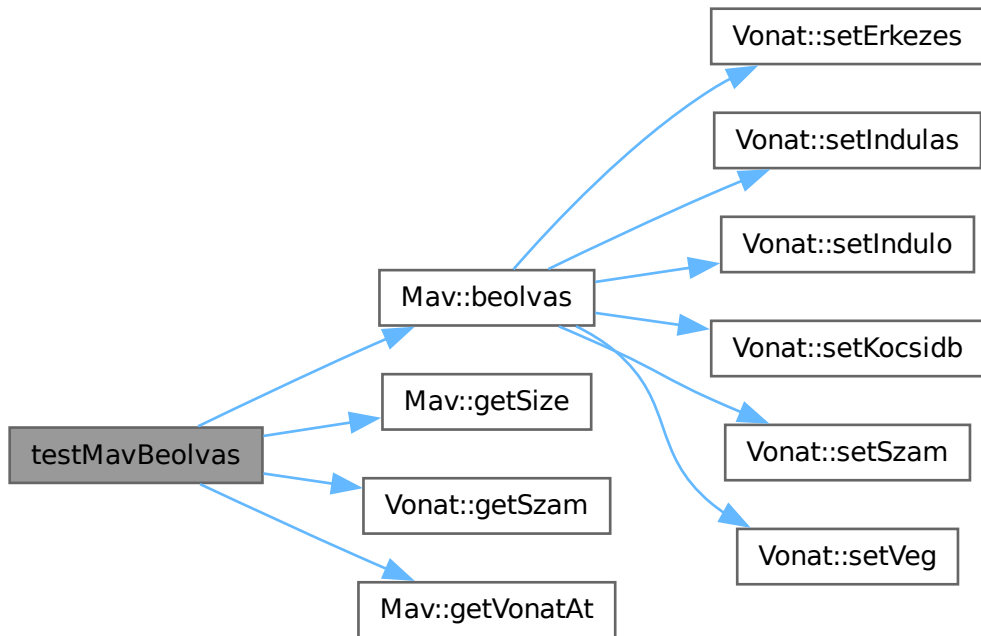 Vonat::setErkezes
Vonat::setIndulas
Vonat::setIndulo
Mav::beolvas
Vonat::setKocsidb
Mav::getSize
testMavBeolvas
Vonat::setSzam
Vonat::getSzam
Vonat::setVeg
Mav::getVonatAt